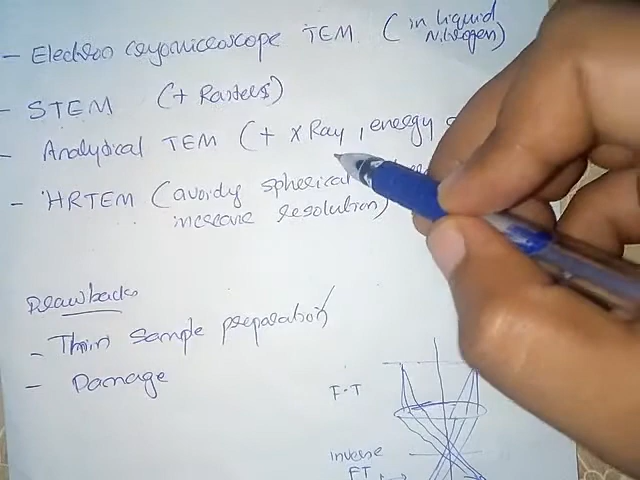 - Electron cryomicroscope TEM (in liquid Nitrogen)
- STEM (+ Rasters)
- Analytical TEM (+ X Ray, energy
- HRTEM (avoidg spherical
increase resolution)
Drawbacks
- Thin sample preparation
- Damage
F.T
inverse
FT